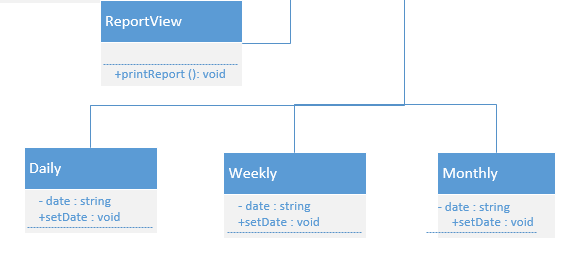 ReportView
+printReport (): void
Daily
- date : string
+setDate : void
Weekly
- date : string
+setDate : void
Monthly
- date : string
+setDate : void